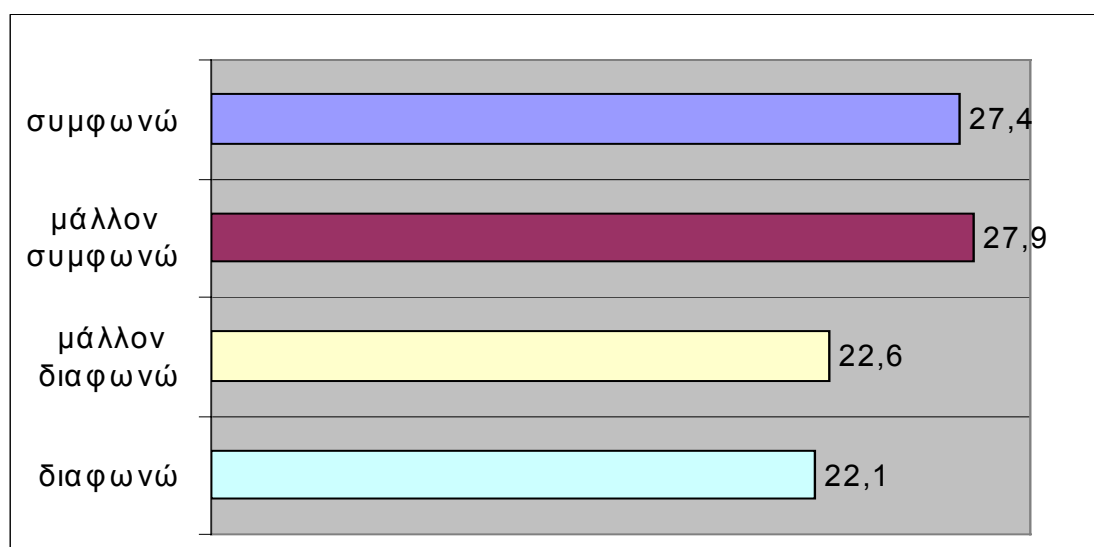 συμφωνώ
27,4
μάλλον
συμφωνώ
27,9
μάλλον
διαφωνώ
22,6
διαφωνώ
22,1